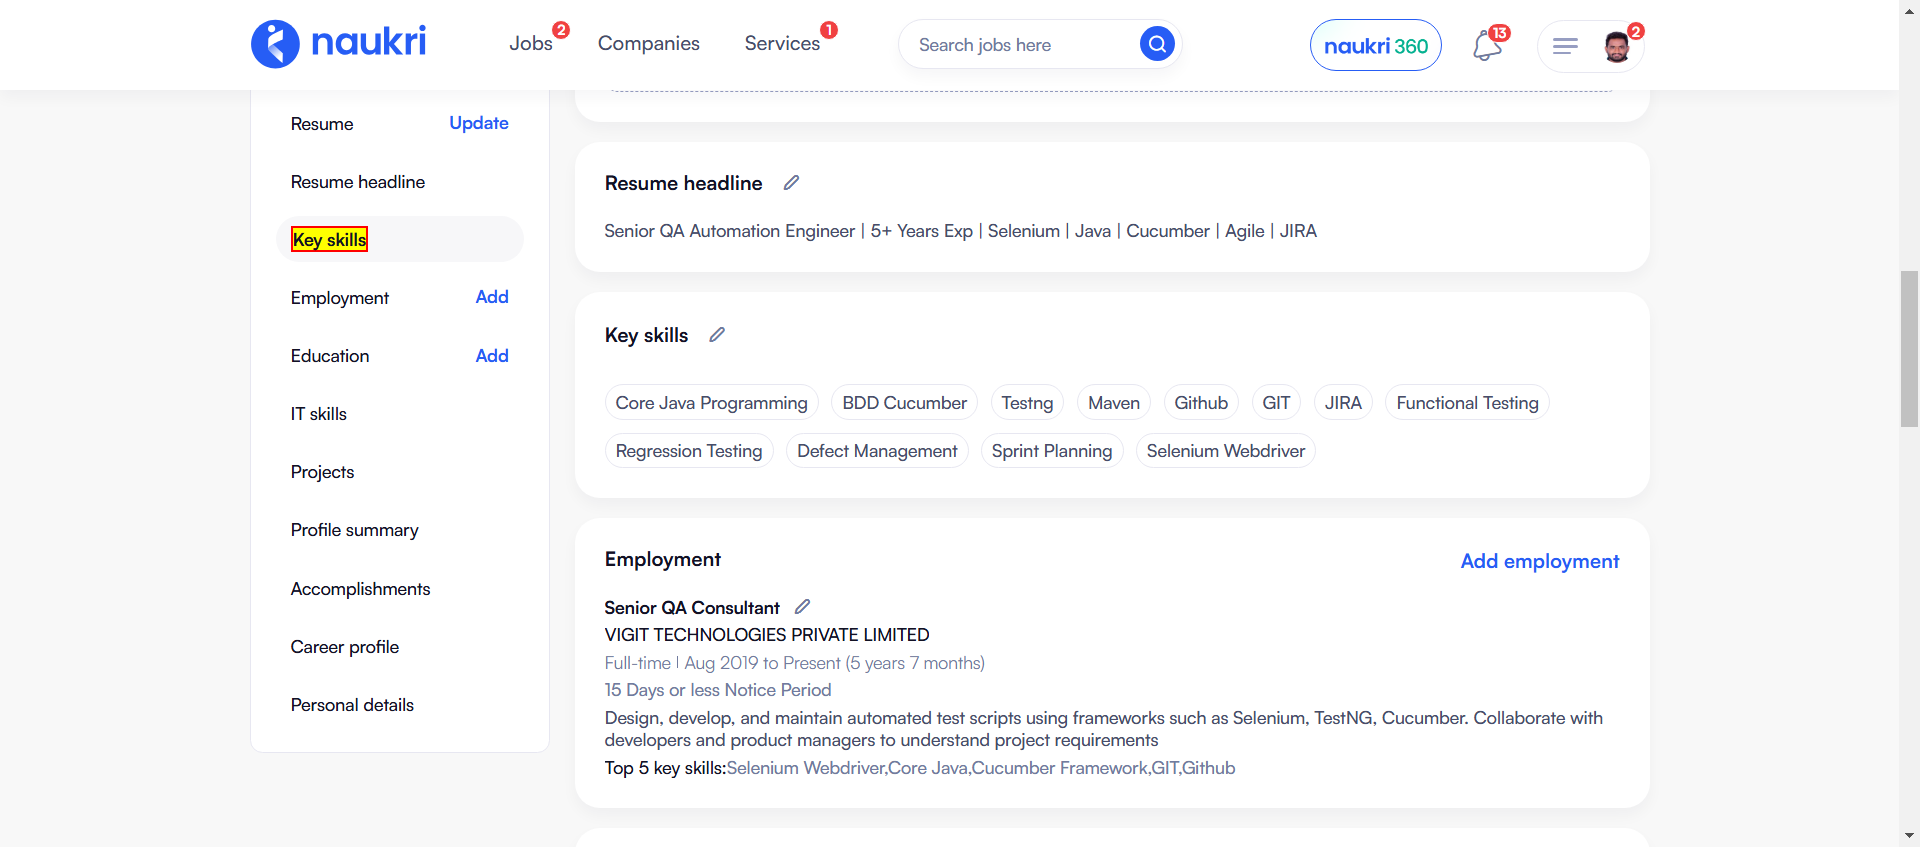 naukri
Jobs 2
Companies
Services 1
Search jobs here
naukri 360
13
2
Resume
Update
Resume headline
Key skills
Employment
Add
Education
Add
IT skills
Projects
Profile summary
Accomplishments
Career profile
Personal details
Resume headline
Senior QA Automation Engineer | 5+ Years Exp | Selenium | Java | Cucumber | Agile | JIRA
Key skills
Core Java Programming
BDD Cucumber
Testng
Maven
Github
GIT
JIRA
Functional Testing
Regression Testing
Defect Management
Sprint Planning
Selenium Webdriver
Employment
Add employment
Senior QA Consultant
VIGIT TECHNOLOGIES PRIVATE LIMITED
Full-time | Aug 2019 to Present (5 years 7 months)
15 Days or less Notice Period
Design, develop, and maintain automated test scripts using frameworks such as Selenium, TestNG, Cucumber. Collaborate with
developers and product managers to understand project requirements
Top 5 key skills:Selenium Webdriver,Core Java,Cucumber Framework,GIT,Github